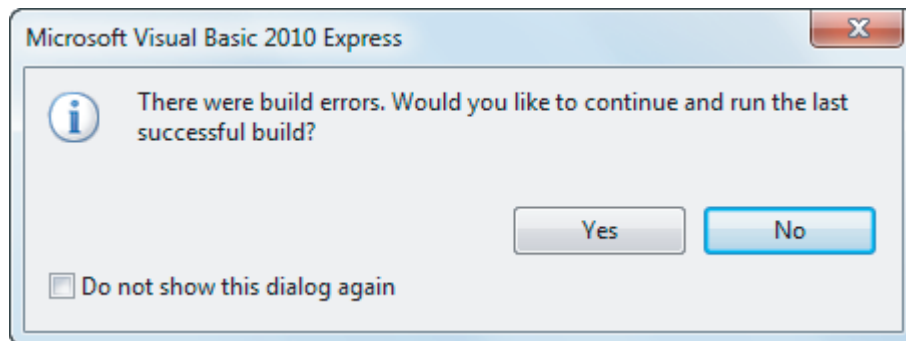 Microsoft Visual Basic 2010 Express
There were build errors. Would you like to continue and run the last
successful build?
Yes
No
Do not show this dialog again